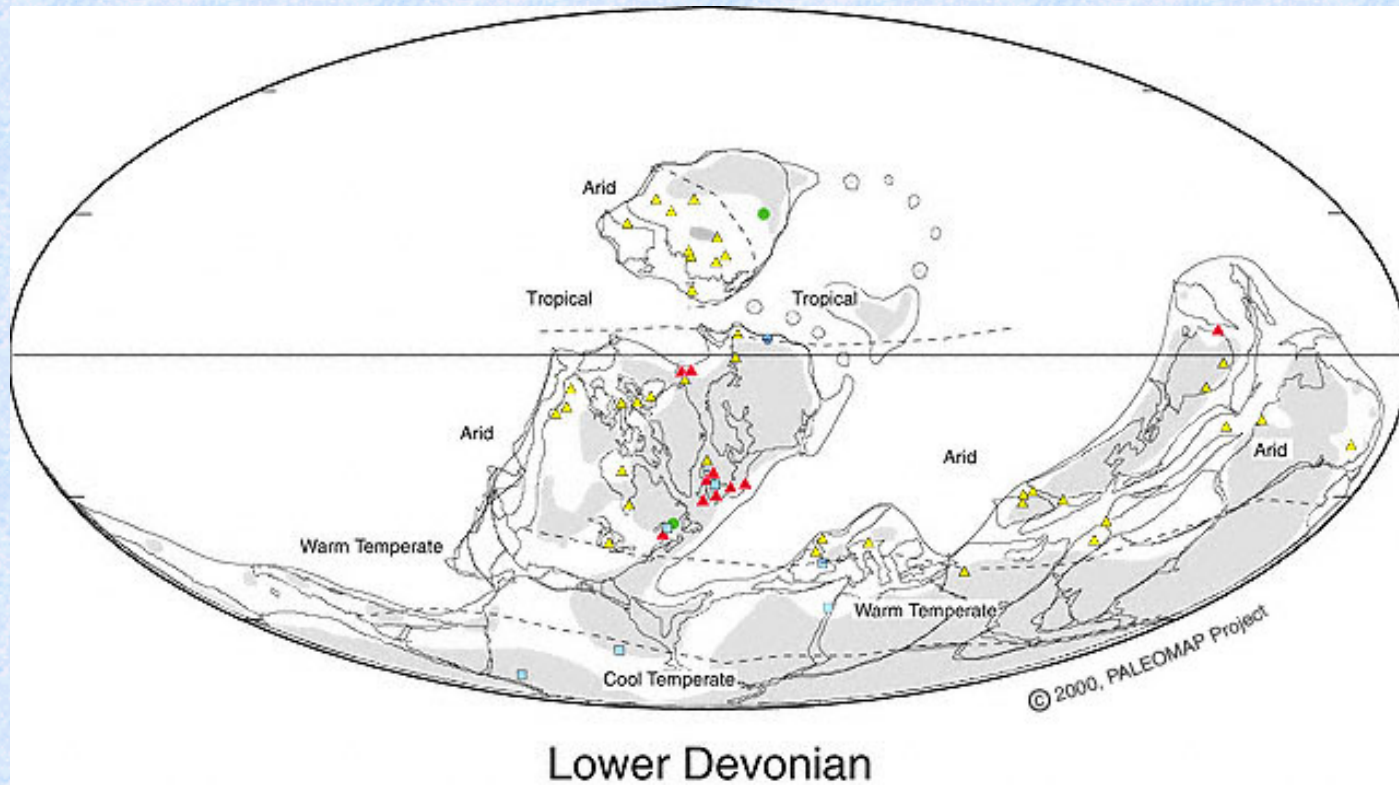 Arid
Tropical
Tropical
Arid
Arid
Arid
Warm Temperate
Warm Temperate
Cool Temperate
© 2000, PALEOMAP Project
Lower Devonian